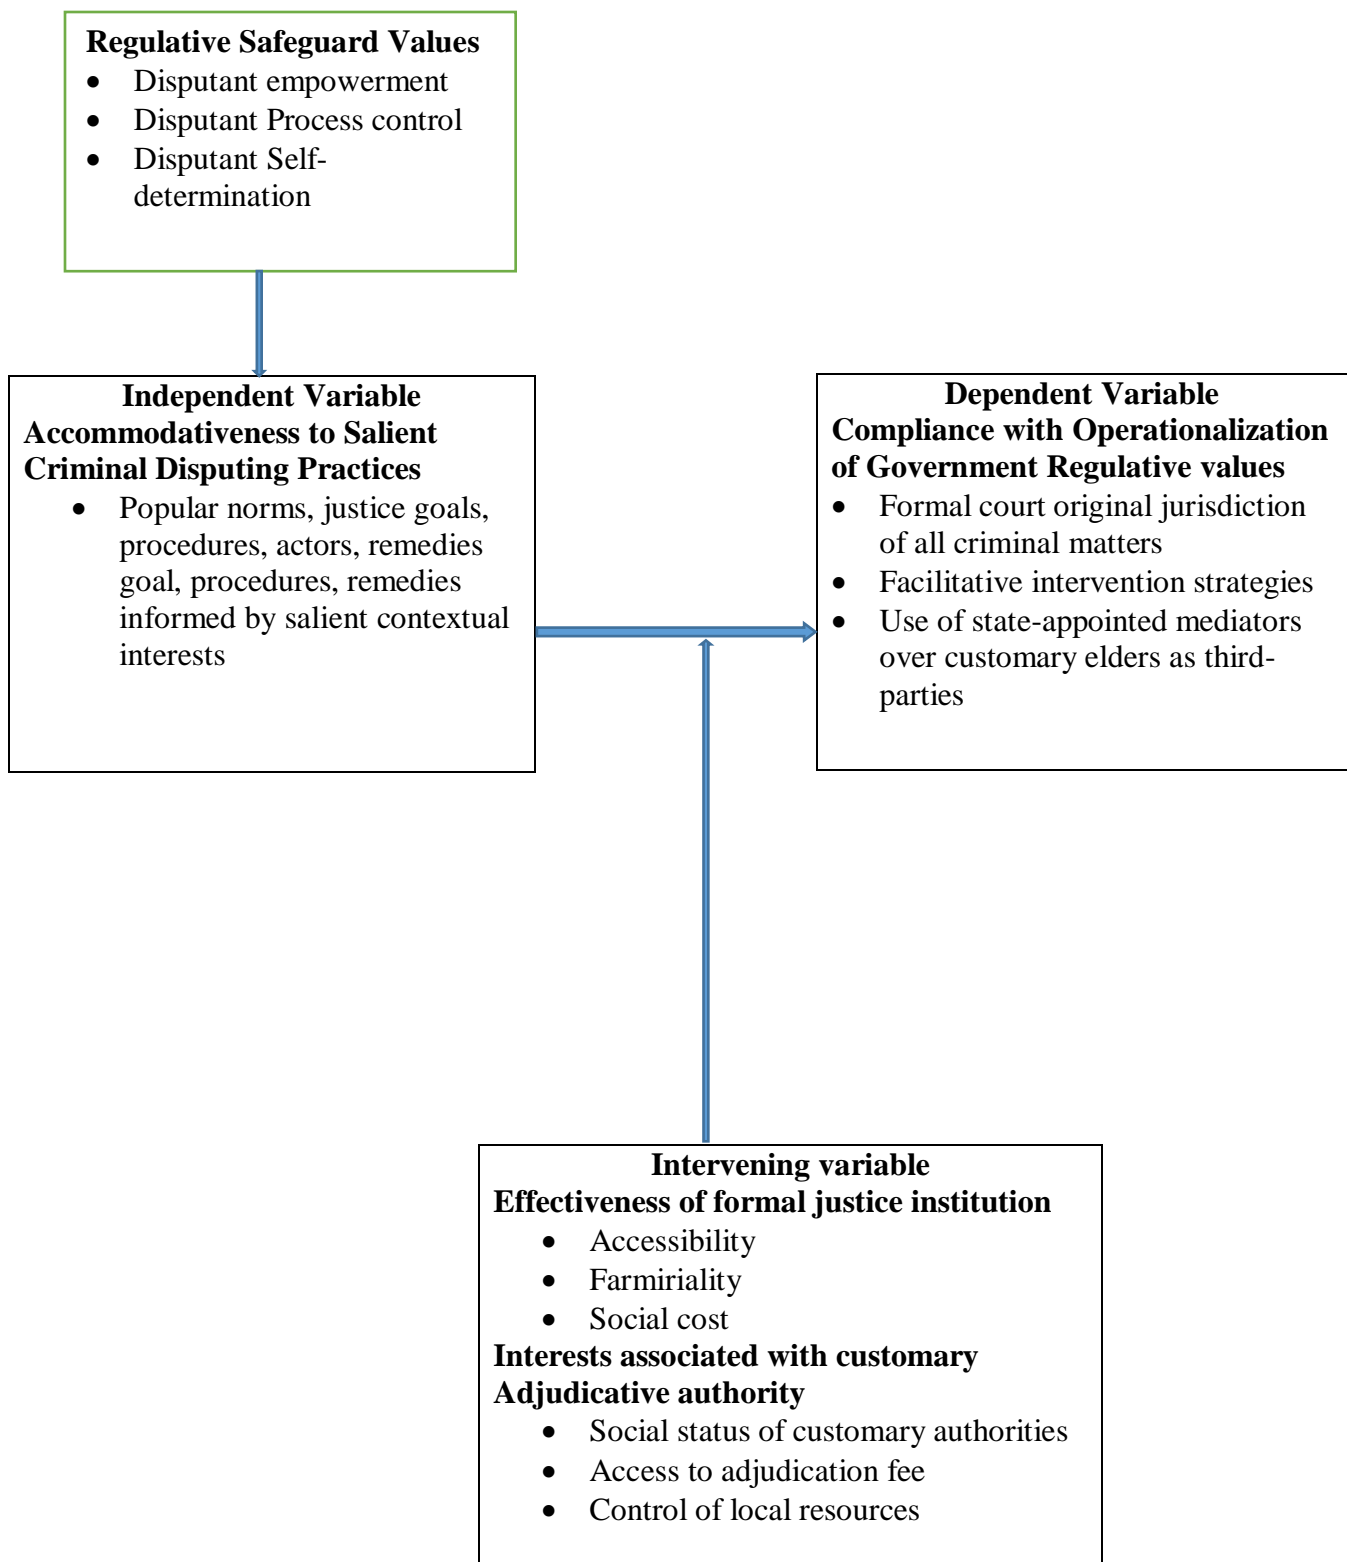 Regulative Safeguard Values
• Disputant empowerment
• Disputant Process control
• Disputant Self-
determination
Independent Variable
Accommodativeness to Salient
Criminal Disputing Practices
• Popular norms, justice goals,
procedures, actors, remedies
goal, procedures, remedies
informed by salient contextual
interests
Dependent Variable
Compliance with Operationalization
of Government Regulative values
• Formal court original jurisdiction
of all criminal matters
• Facilitative intervention strategies
• Use of state-appointed mediators
over customary elders as third-
parties
Intervening variable
Effectiveness of formal justice institution
• Accessibility
• Farmiriality
• Social cost
Interests associated with customary
Adjudicative authority
• Social status of customary authorities
• Access to adjudication fee
• Control of local resources